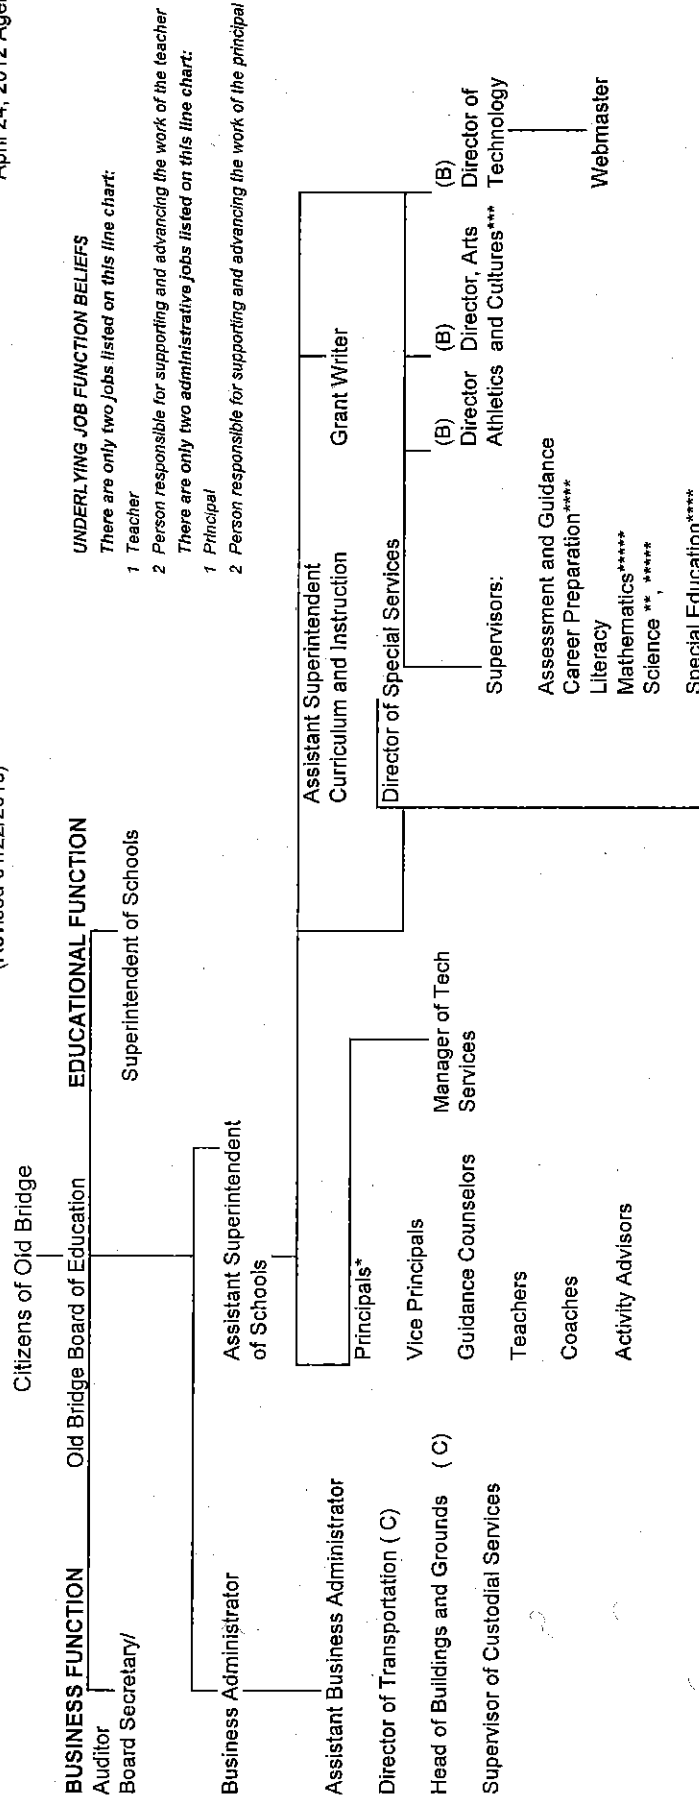 April 24, 2012
Citizens of Old Bridge
BUSINESS FUNCTION
Old Bridge Board of Education
EDUCATIONAL FUNCTION
Auditor
Board Secretary/
Superintendent of Schools
UNDERLYING JOB FUNCTION BELIEFS
There are only two jobs listed on this line chart:
1 Teacher
2 Person responsible for supporting and advancing the work of the teacher
There are only two administrative jobs listed on this line chart:
1 Principal
2 Person responsible for supporting and advancing the work of the principal
Business Administrator
Assistant Superintendent
of Schools
Assistant Business Administrator
Director of Transportation ( C)
Head of Buildings and Grounds ( C)
Supervisor of Custodial Services
Principals*
Vice Principals
Guidance Counselors
Teachers
Coaches
Activity Advisors
Manager of Tech
Services
Assistant Superintendent
Curriculum and Instruction
Grant Writer
Director of Special Services
Supervisors:
Assessment and Guidance
Career Preparation****
Literacy
Mathematics*****
Science ** , *****
Special Education****
(B)
Director
Athletics
(B)
Director, Arts
and Cultures***
(B)
Director of
Technology
Webmaster